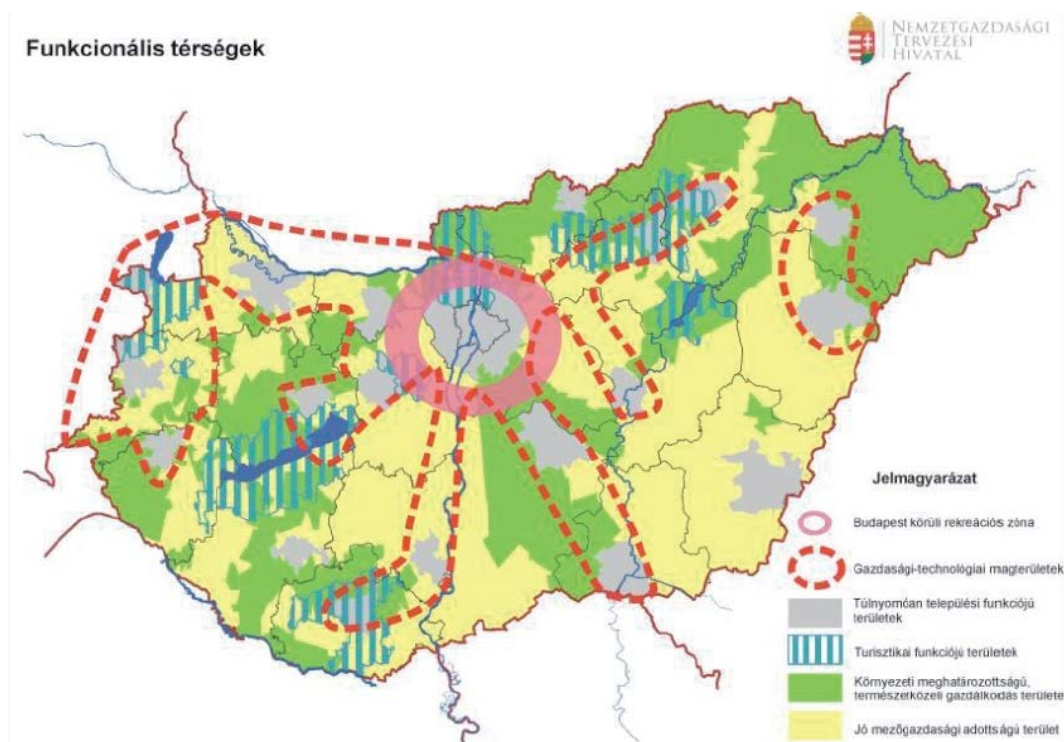 Funkcionális térségek
NEMZETGAZDASÁGI
TERVEZÉSI
HIVATAL
Jelmagyarázat
Budapest körüli rekreációs zóna
Gazdasági-technológiai magterületek
Túlnyomóan települési funkciójú
területek
Turisztikai funkciójú területek
Környezeti meghatározottságú,
természetközeli gazdálkodás területe
Jó mezőgazdasági adottságú terület